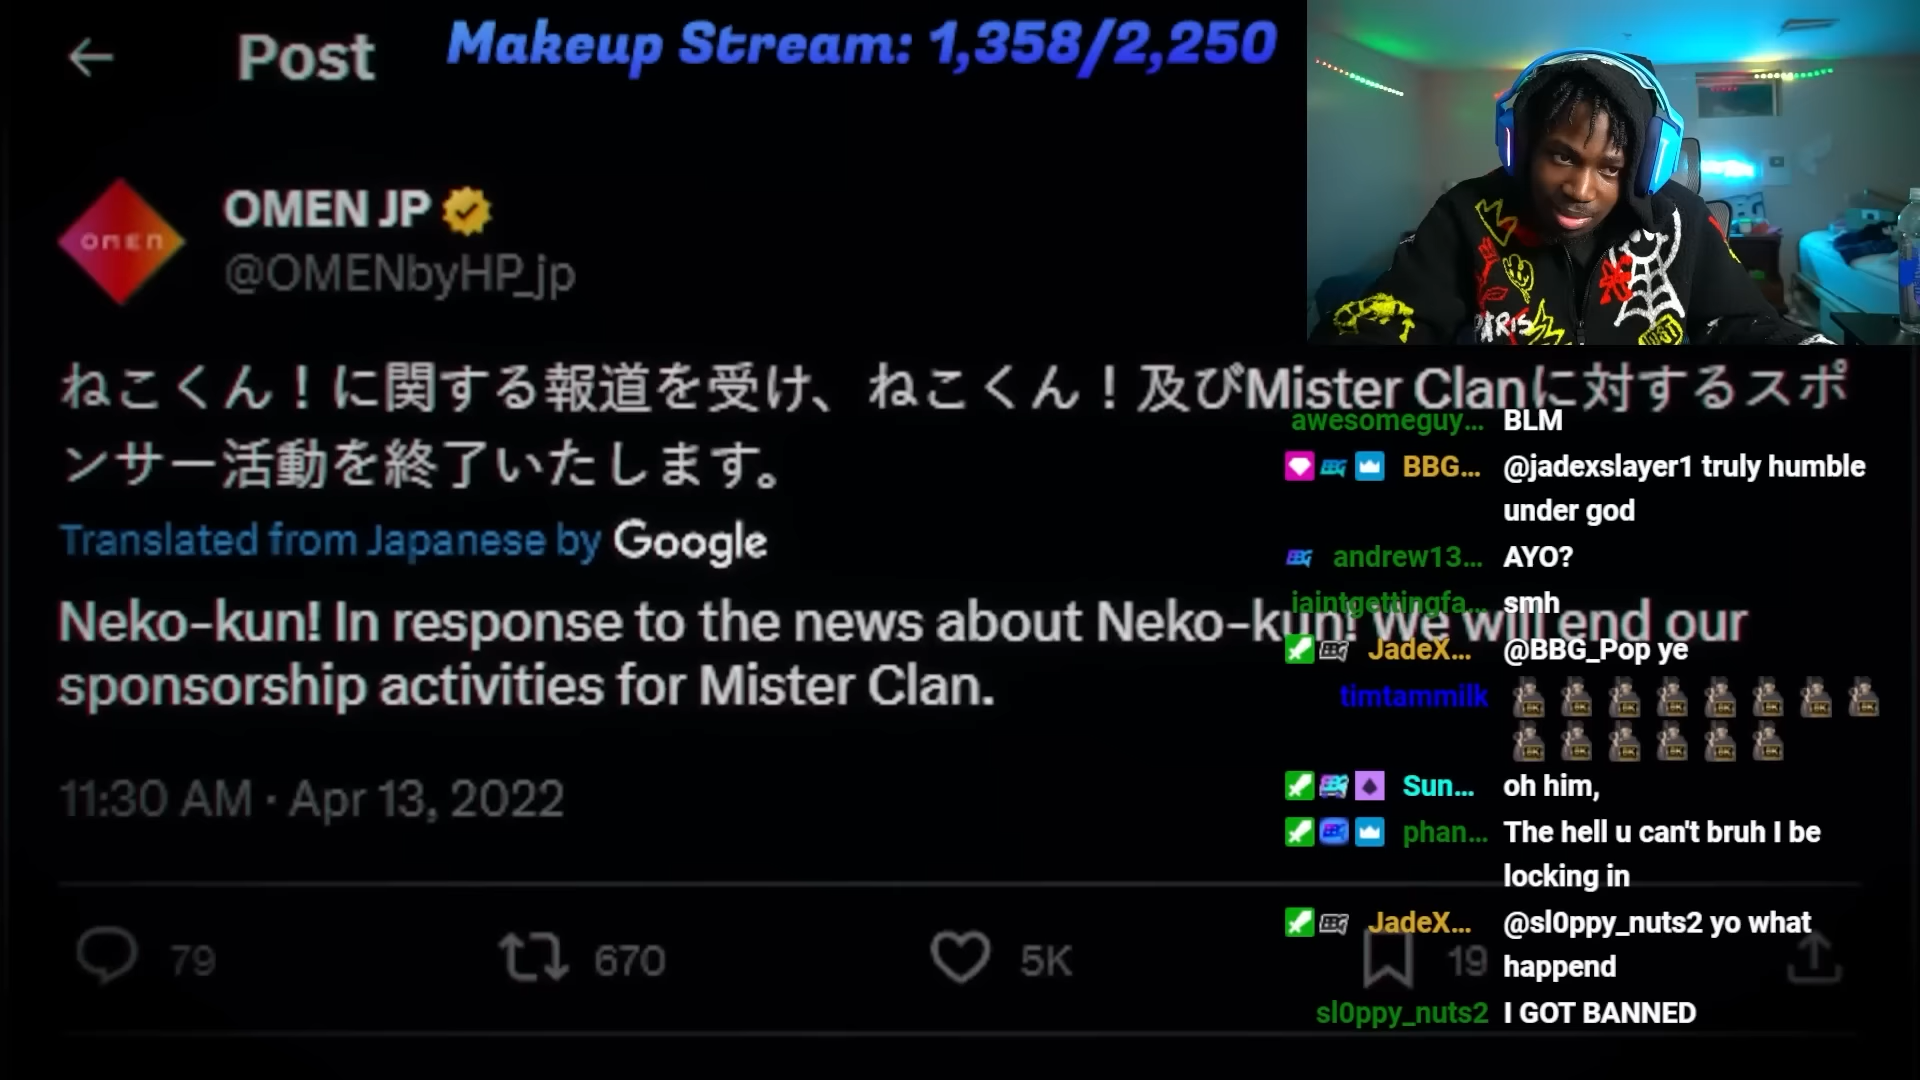 Post
Makeup Stream: 1,358/2,250
OMEN
OMEN JP
@OMENbyHP_jp
ねこくん！に関する報道を受け、ねこくん！及びMister Clanに対するスポ
ンサー活動を終了いたします。
Translated from Japanese by Google
Neko-kun! In response to the news about Neko-kun! We will end our
sponsorship activities for Mister Clan.
11:30 AM · Apr 13, 2022
79 670 5K 19
awesomeguy... BLM
BBG... @jadexslayer1 truly humble
under god
andrew13... AYO?
iaintgettingfa... smh
JadeX... @BBG_Pop ye
timtammilk
Sun... oh him,
phan... The hell u can't bruh I be
locking in
JadeX... @sl0ppy_nuts2 yo what
happend
sl0ppy_nuts2 I GOT BANNED